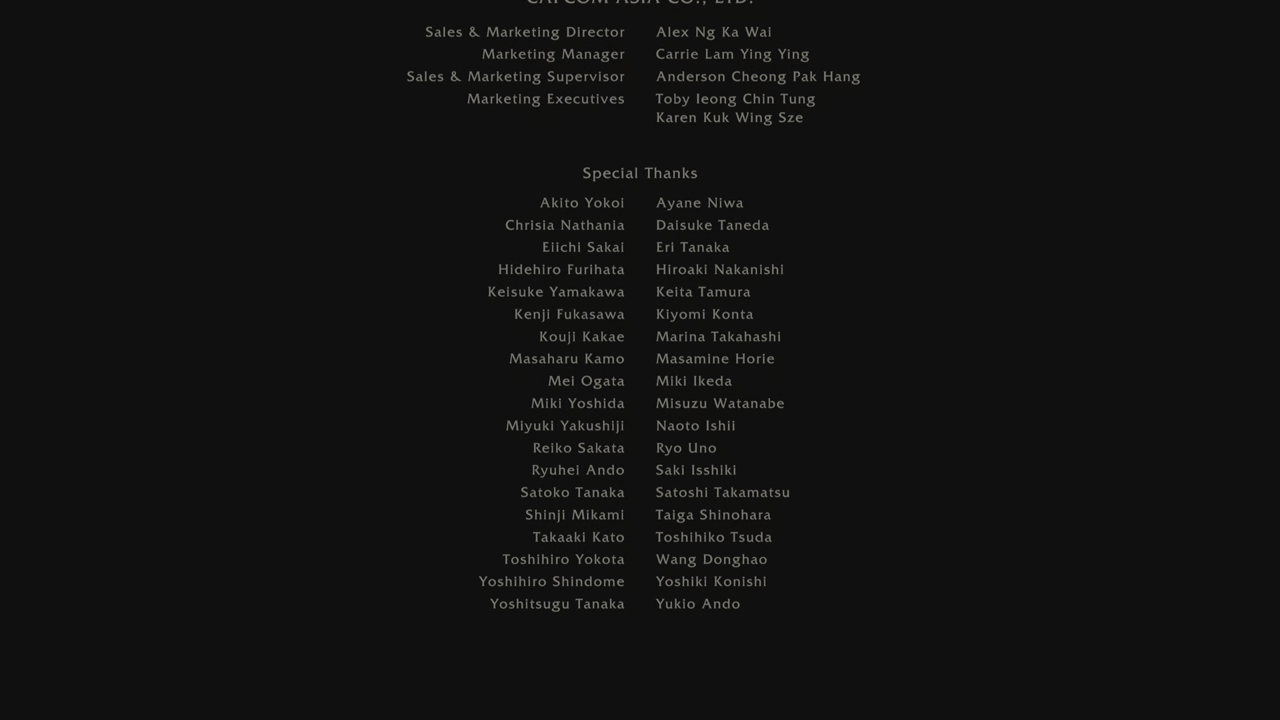 CAPCOM ASIA CO., LTD.
Sales & Marketing Director Alex Ng Ka Wai
Marketing Manager Carrie Lam Ying Ying
Sales & Marketing Supervisor Anderson Cheong Pak Hang
Marketing Executives Toby Ieong Chin Tung
Karen Kuk Wing Sze
Special Thanks
Akito Yokoi Ayane Niwa
Chrisia Nathania Daisuke Taneda
Eiichi Sakai Eri Tanaka
Hidehiro Furihata Hiroaki Nakanishi
Keisuke Yamakawa Keita Tamura
Kenji Fukasawa Kiyomi Konta
Kouji Kakae Marina Takahashi
Masaharu Kamo Masamine Horie
Mei Ogata Miki Ikeda
Miki Yoshida Misuzu Watanabe
Miyuki Yakushiji Naoto Ishii
Reiko Sakata Ryo Uno
Ryuhei Ando Saki Isshiki
Satoko Tanaka Satoshi Takamatsu
Shinji Mikami Taiga Shinohara
Takaaki Kato Toshihiko Tsuda
Toshihiro Yokota Wang Donghao
Yoshihiro Shindome Yoshiki Konishi
Yoshitsugu Tanaka Yukio Ando